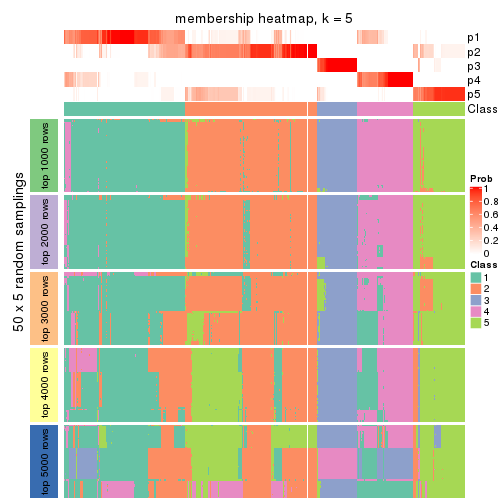 membership heatmap, k = 5
p1
p2
p3
p4
p5
Class
50 x 5 random samplings
top 1000 rows
top 2000 rows
top 3000 rows
top 4000 rows
top 5000 rows
Prob
1
0.8
0.6
0.4
0.2
0
Class
1
2
3
4
5